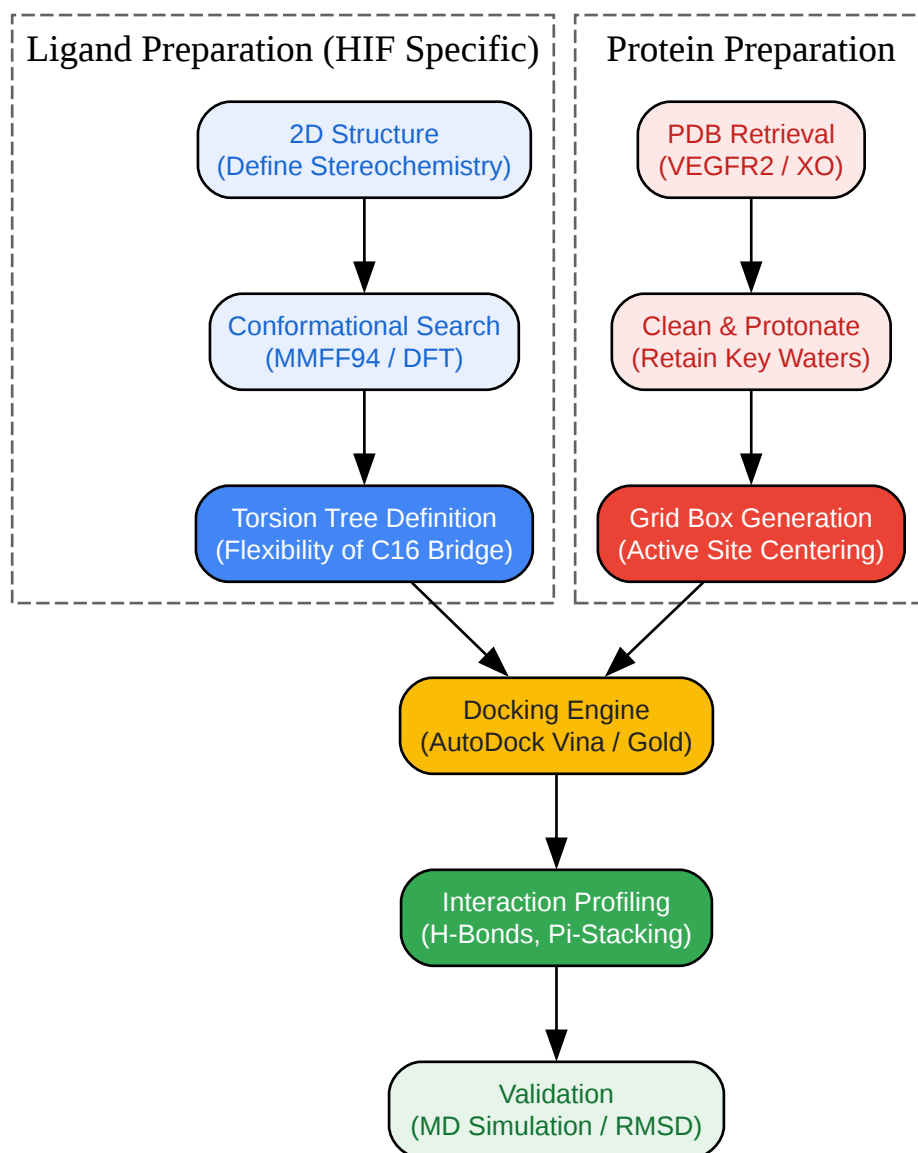 Ligand Preparation (HIF Specific)
2D Structure
(Define Stereochemistry)
Conformational Search
(MMFF94 / DFT)
Torsion Tree Definition
(Flexibility of C16 Bridge)
Protein Preparation
PDB Retrieval
(VEGFR2 / XO)
Clean & Protonate
(Retain Key Waters)
Grid Box Generation
(Active Site Centering)
Docking Engine
(AutoDock Vina / Gold)
Interaction Profiling
(H-Bonds, Pi-Stacking)
Validation
(MD Simulation / RMSD)